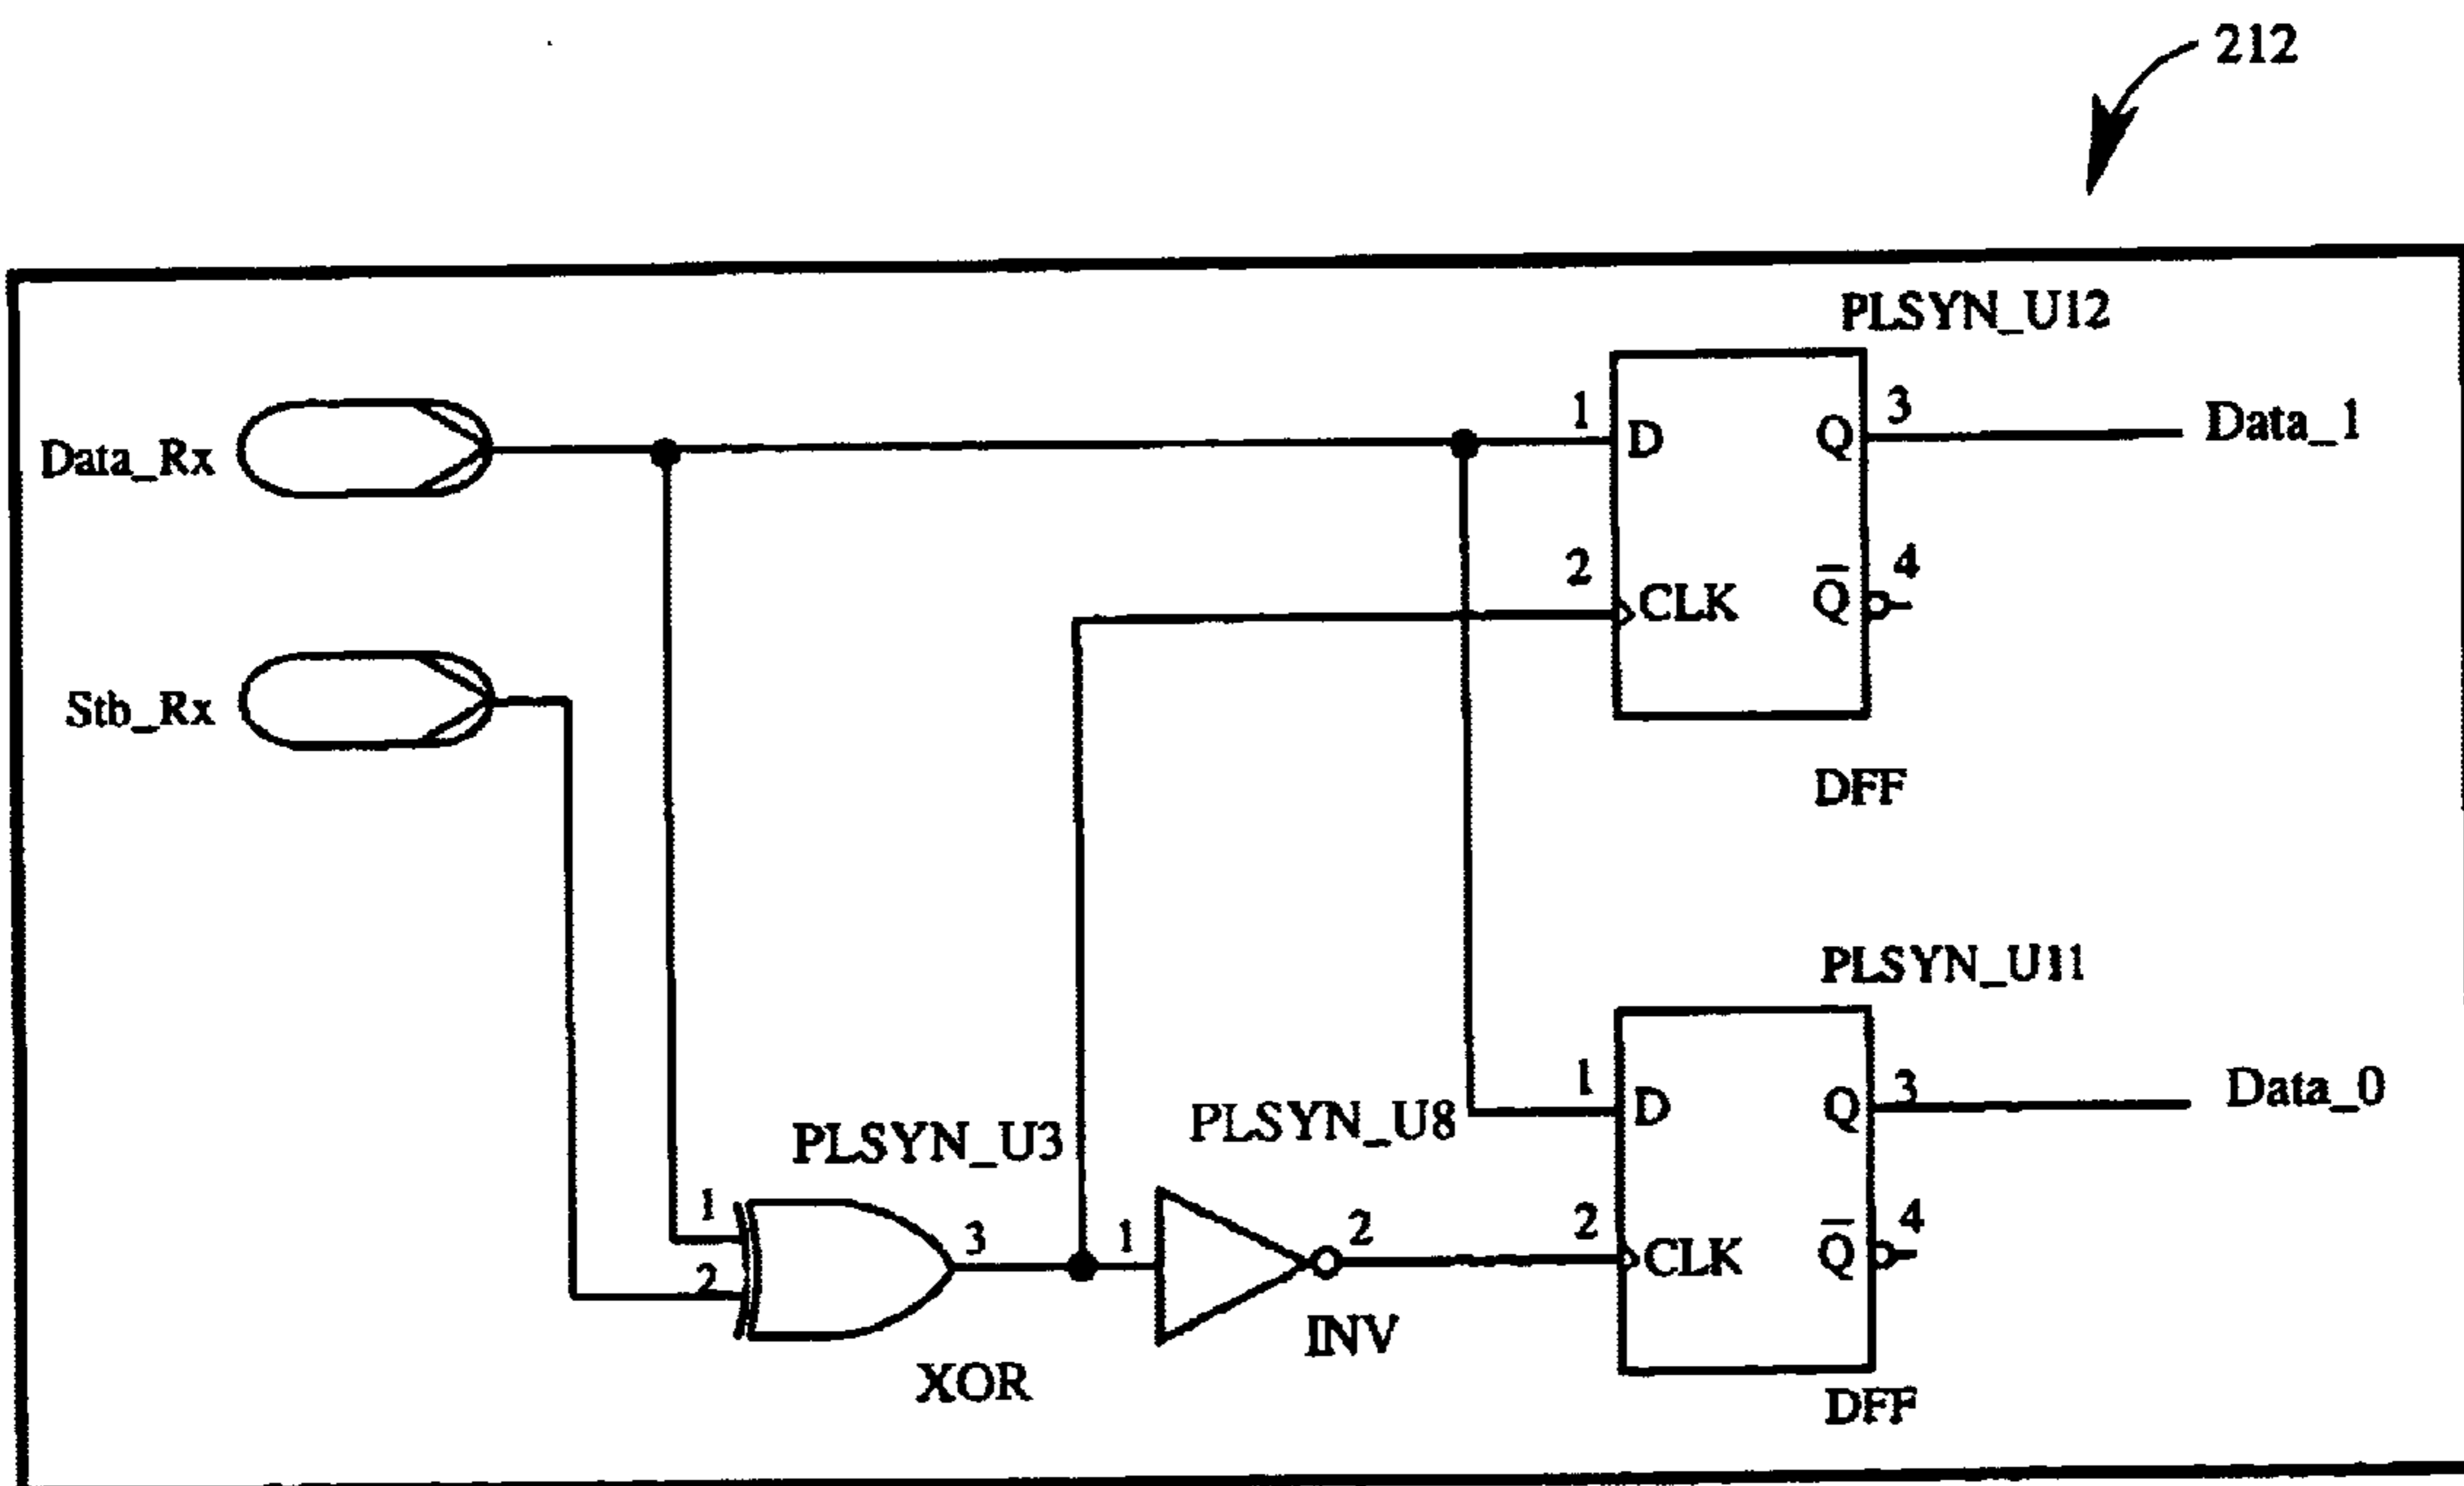 212
PLSYN_U12
Data_Rx
1
D
Q
3
Data_1
2
CLK
Q̅
4
Stb_Rx
DFF
PLSYN_U11
PLSYN_U3
PLSYN_U8
1
D
Q
3
Data_0
1
2
3
1
2
2
CLK
Q̅
4
XOR
INV
DFF